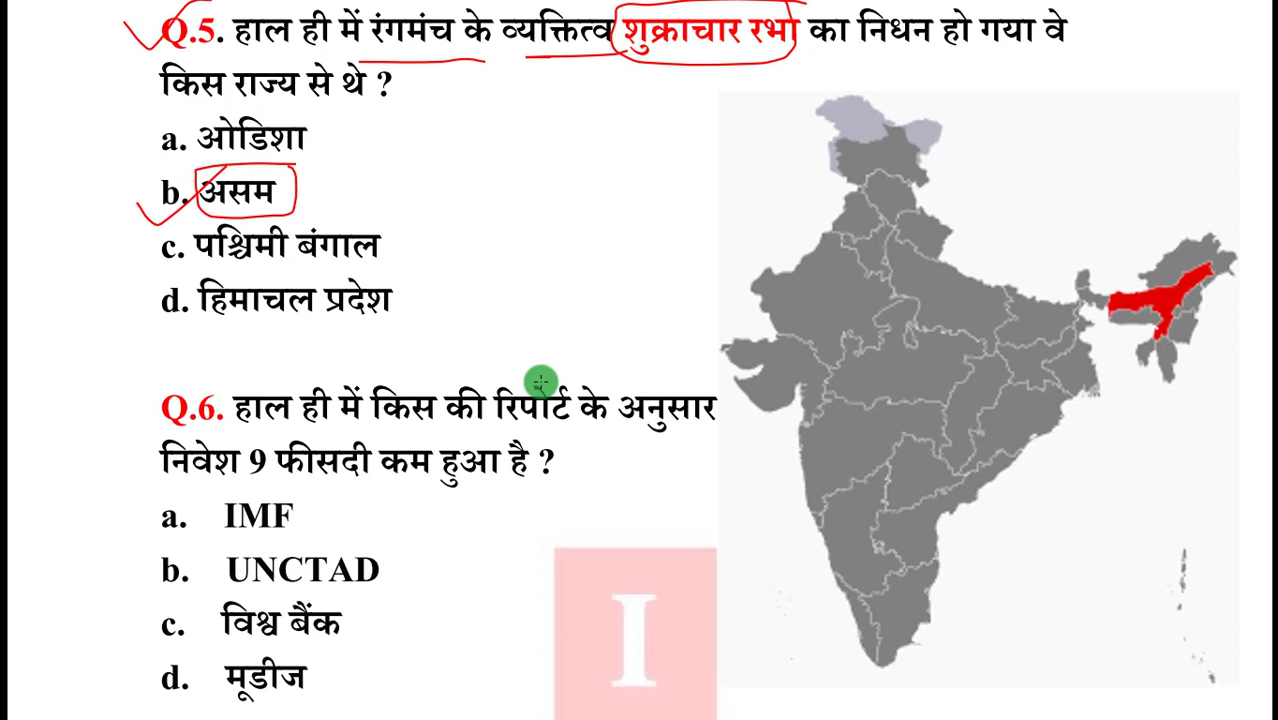 Q.5. हाल ही में रंगमंच के व्यक्तित्व शुक्राचार रभा का निधन हो गया वे
किस राज्य से थे ?
a. ओडिशा
b. असम
c. पश्चिमी बंगाल
d. हिमाचल प्रदेश
Q.6. हाल ही में किस की रिपोर्ट के अनुसार
निवेश 9 फीसदी कम हुआ है ?
a. IMF
b. UNCTAD
c. विश्व बैंक
d. मूडीज
I